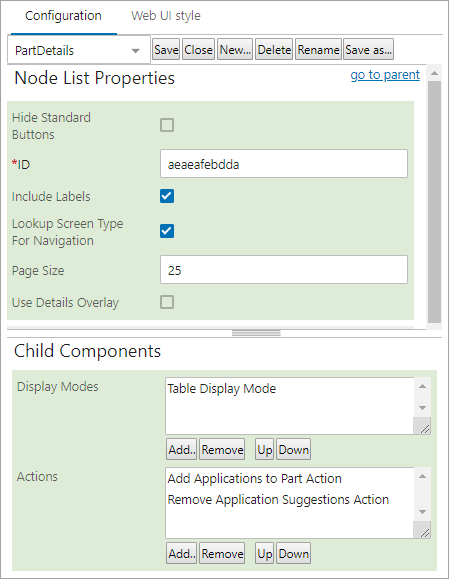 Configuration Web UI style
PartDetails Save Close New... Delete Rename Save as...
Node List Properties go to parent
Hide Standard
Buttons
*ID aeaeafebdda
Include Labels
Lookup Screen Type
For Navigation
Page Size 25
Use Details Overlay
Child Components
Display Modes Table Display Mode
Add.. Remove Up Down
Actions Add Applications to Part Action
Remove Application Suggestions Action
Add.. Remove Up Down